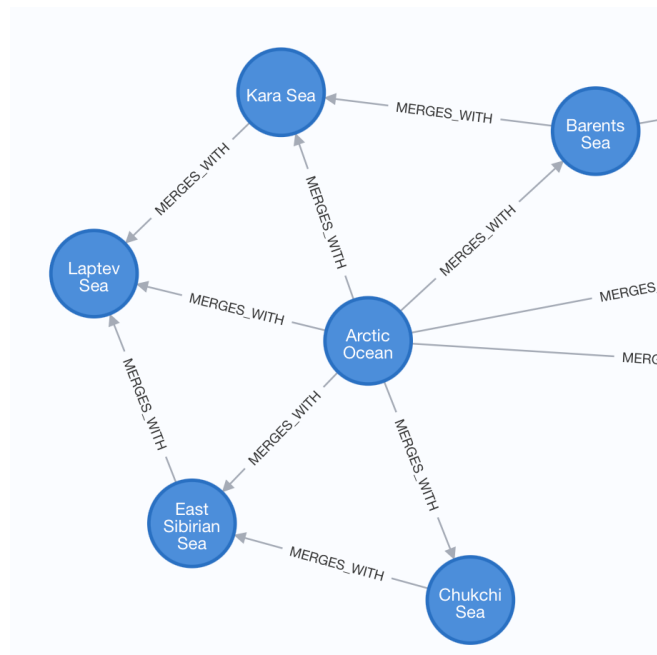 Kara Sea
MERGES_WITH
Barents
Sea
MERGES_WITH
MERGES_WITH
MERGES_WITH
Laptev
Sea
MERGES_WITH
MERGES
Arctic
Ocean
MERG
MERGES_WITH
MERGES_WITH
MERGES_WITH
East
Sibirian
Sea
MERGES_WITH
Chukchi
Sea